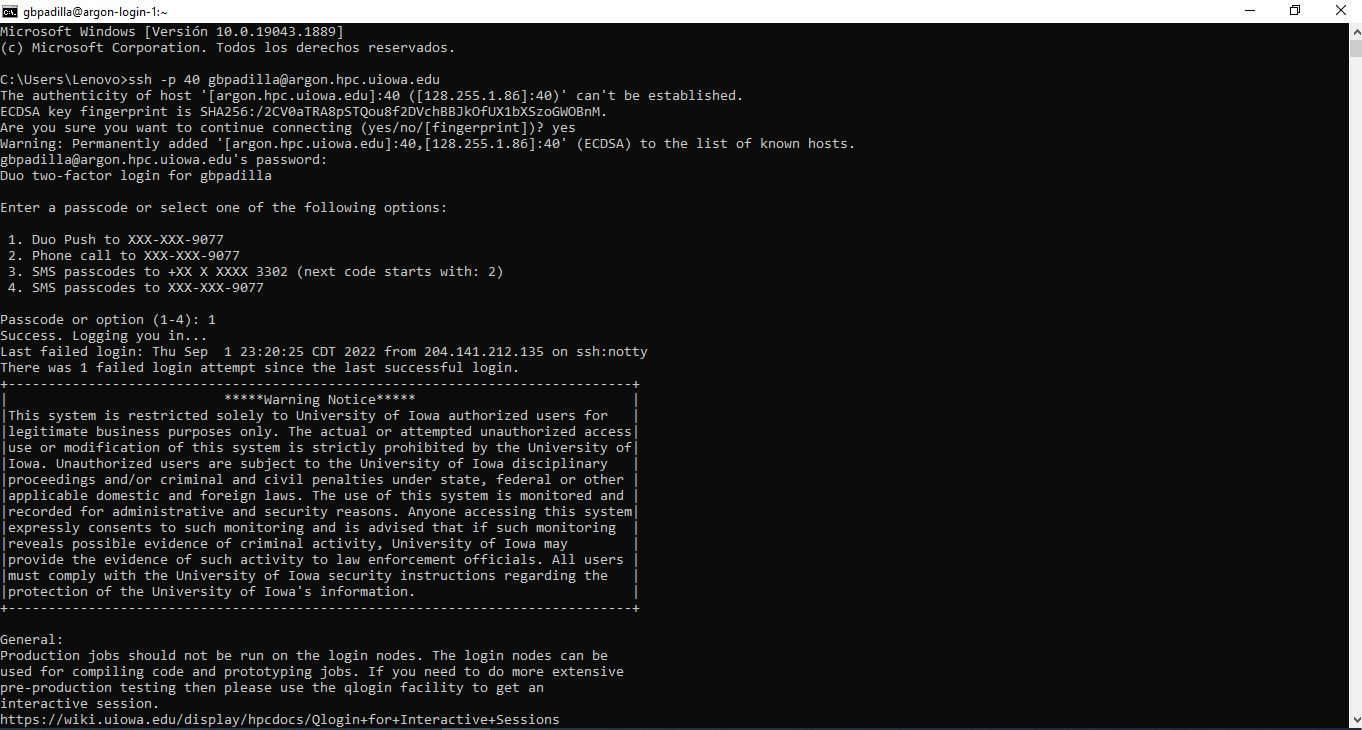 gbpadilla@argon-login-1:~
Microsoft Windows [Versión 10.0.19043.1889]
(c) Microsoft Corporation. Todos los derechos reservados.
C:\Users\Lenovo>ssh -p 40 gbpadilla@argon.hpc.uiowa.edu
The authenticity of host '[argon.hpc.uiowa.edu]:40 ([128.255.1.86]:40)' can't be established.
ECDSA key fingerprint is SHA256:/2CV0aTRA8pSTQou8f2DVchBBJkOfUX1bXSzoGWOBnM.
Are you sure you want to continue connecting (yes/no/[fingerprint])? yes
Warning: Permanently added '[argon.hpc.uiowa.edu]:40,[128.255.1.86]:40' (ECDSA) to the list of known hosts.
gbpadilla@argon.hpc.uiowa.edu's password:
Duo two-factor login for gbpadilla
Enter a passcode or select one of the following options:
1. Duo Push to XXX-XXX-9077
2. Phone call to XXX-XXX-9077
3. SMS passcodes to +XX X XXXX 3302 (next code starts with: 2)
4. SMS passcodes to XXX-XXX-9077
Passcode or option (1-4): 1
Success. Logging you in...
Last failed login: Thu Sep  1 23:20:25 CDT 2022 from 204.141.212.135 on ssh:notty
There was 1 failed login attempt since the last successful login.
+------------------------------------------------------------------------------+
|                           *****Warning Notice*****                           |
|This system is restricted solely to University of Iowa authorized users for   |
|legitimate business purposes only. The actual or attempted unauthorized access|
|use or modification of this system is strictly prohibited by the University of|
|Iowa. Unauthorized users are subject to the University of Iowa disciplinary   |
|proceedings and/or criminal and civil penalties under state, federal or other |
|applicable domestic and foreign laws. The use of this system is monitored and |
|recorded for administrative and security reasons. Anyone accessing this system|
|expressly consents to such monitoring and is advised that if such monitoring  |
|reveals possible evidence of criminal activity, University of Iowa may        |
|provide the evidence of such activity to law enforcement officials. All users |
|must comply with the University of Iowa security instructions regarding the   |
|protection of the University of Iowa's information.                           |
+------------------------------------------------------------------------------+
General:
Production jobs should not be run on the login nodes. The login nodes can be
used for compiling code and prototyping jobs. If you need to do more extensive
pre-production testing then please use the qlogin facility to get an
interactive session.
https://wiki.uiowa.edu/display/hpcdocs/Qlogin+for+Interactive+Sessions